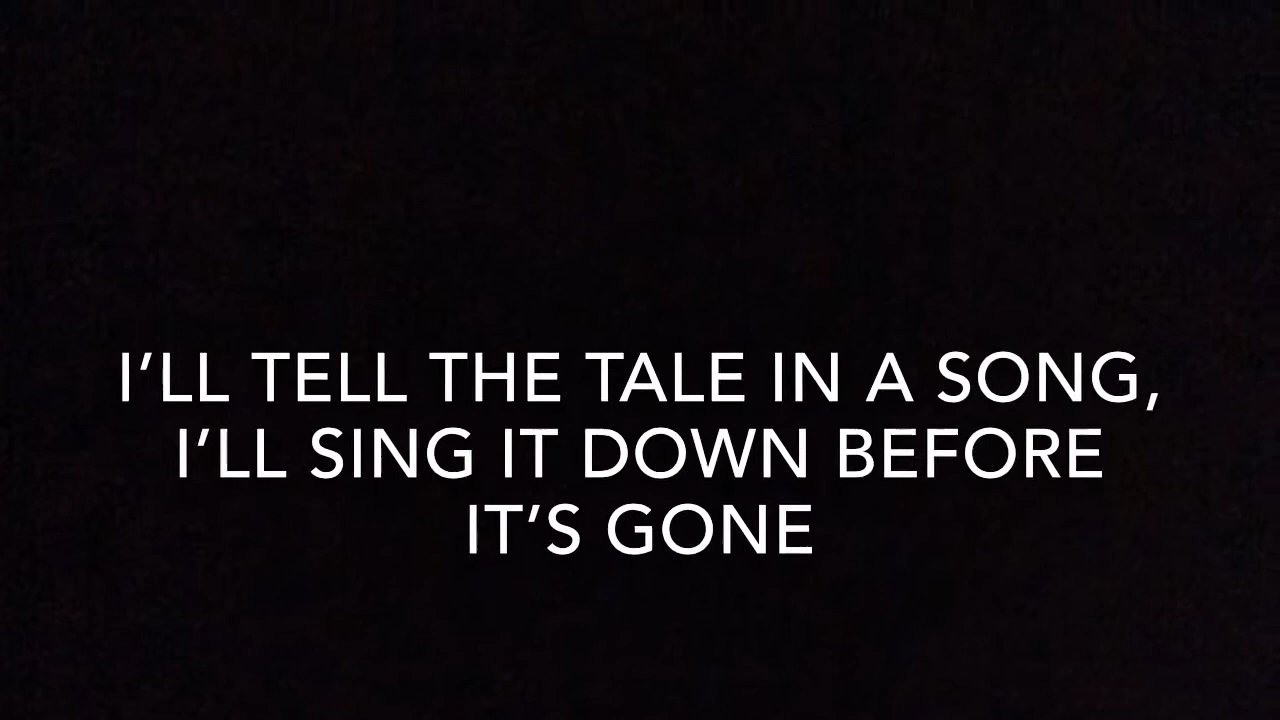 I’LL TELL THE TALE IN A SONG,
I’LL SING IT DOWN BEFORE
IT’S GONE